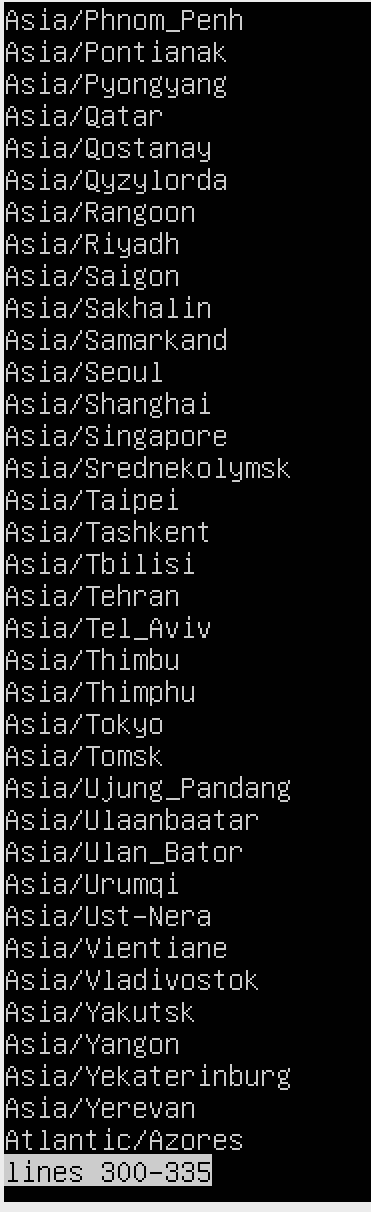 Asia/Phnom_Penh
Asia/Pontianak
Asia/Pyongyang
Asia/Qatar
Asia/Qostanay
Asia/Qyzylorda
Asia/Rangoon
Asia/Riyadh
Asia/Saigon
Asia/Sakhalin
Asia/Samarkand
Asia/Seoul
Asia/Shanghai
Asia/Singapore
Asia/Srednekolymsk
Asia/Taipei
Asia/Tashkent
Asia/Tbilisi
Asia/Tehran
Asia/Tel_Aviv
Asia/Thimbu
Asia/Thimphu
Asia/Tokyo
Asia/Tomsk
Asia/Ujung_Pandang
Asia/Ulaanbaatar
Asia/Ulan_Bator
Asia/Urumqi
Asia/Ust-Nera
Asia/Vientiane
Asia/Vladivostok
Asia/Yakutsk
Asia/Yangon
Asia/Yekaterinburg
Asia/Yerevan
Atlantic/Azores
lines 300-335